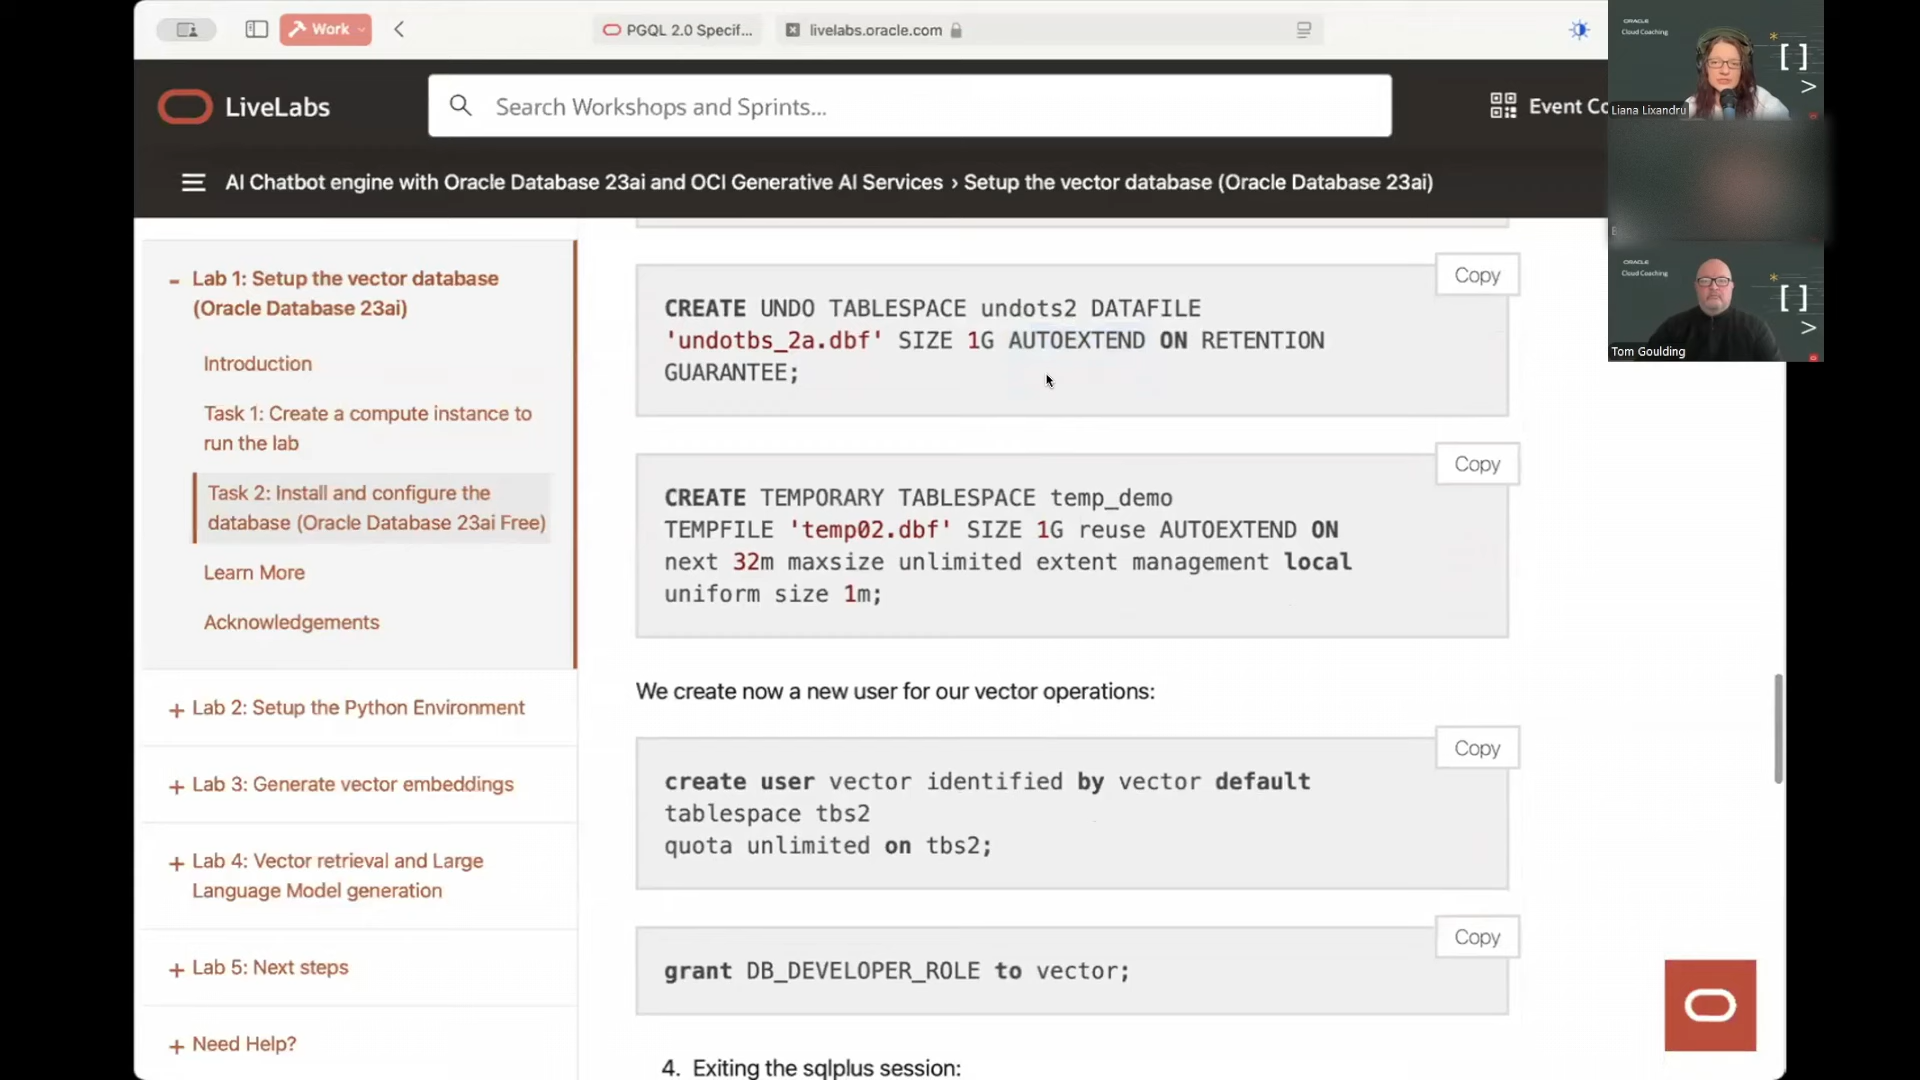 Work
PGQL 2.0 Specif...
livelabs.oracle.com
LiveLabs
Search Workshops and Sprints...
Event Co
AI Chatbot engine with Oracle Database 23ai and OCI Generative AI Services › Setup the vector database (Oracle Database 23ai)
ORACLE
Cloud Coaching
[ ]
>
Liana Lixandru
ORACLE
Cloud Coaching
[ ]
>
Tom Goulding
- Lab 1: Setup the vector database
(Oracle Database 23ai)
Introduction
Task 1: Create a compute instance to
run the lab
Task 2: Install and configure the
database (Oracle Database 23ai Free)
Learn More
Acknowledgements
+ Lab 2: Setup the Python Environment
+ Lab 3: Generate vector embeddings
+ Lab 4: Vector retrieval and Large
Language Model generation
+ Lab 5: Next steps
+ Need Help?
Copy
CREATE UNDO TABLESPACE undots2 DATAFILE
'undotbs_2a.dbf' SIZE 1G AUTOEXTEND ON RETENTION
GUARANTEE;
Copy
CREATE TEMPORARY TABLESPACE temp_demo
TEMPFILE 'temp02.dbf' SIZE 1G reuse AUTOEXTEND ON
next 32m maxsize unlimited extent management local
uniform size 1m;
We create now a new user for our vector operations:
Copy
create user vector identified by vector default
tablespace tbs2
quota unlimited on tbs2;
Copy
grant DB_DEVELOPER_ROLE to vector;
4. Exiting the sqlplus session: